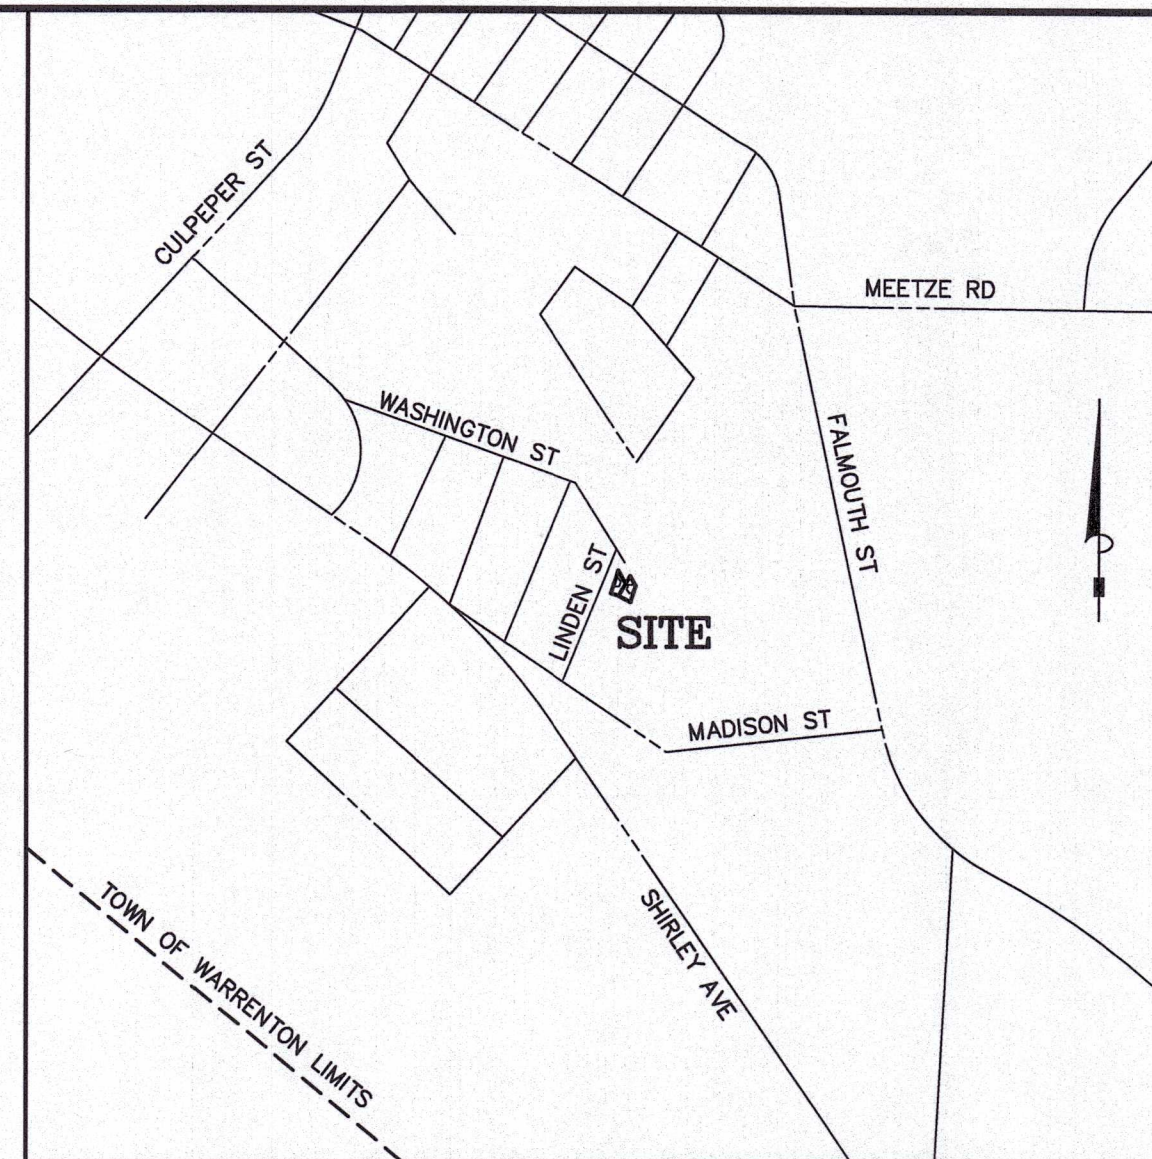 CULPEPER ST
MEETZE RD
WASHINGTON ST
FALMOUTH ST
LINDEN ST
SITE
MADISON ST
SHIRLEY AVE
TOWN OF WARRENTON LIMITS